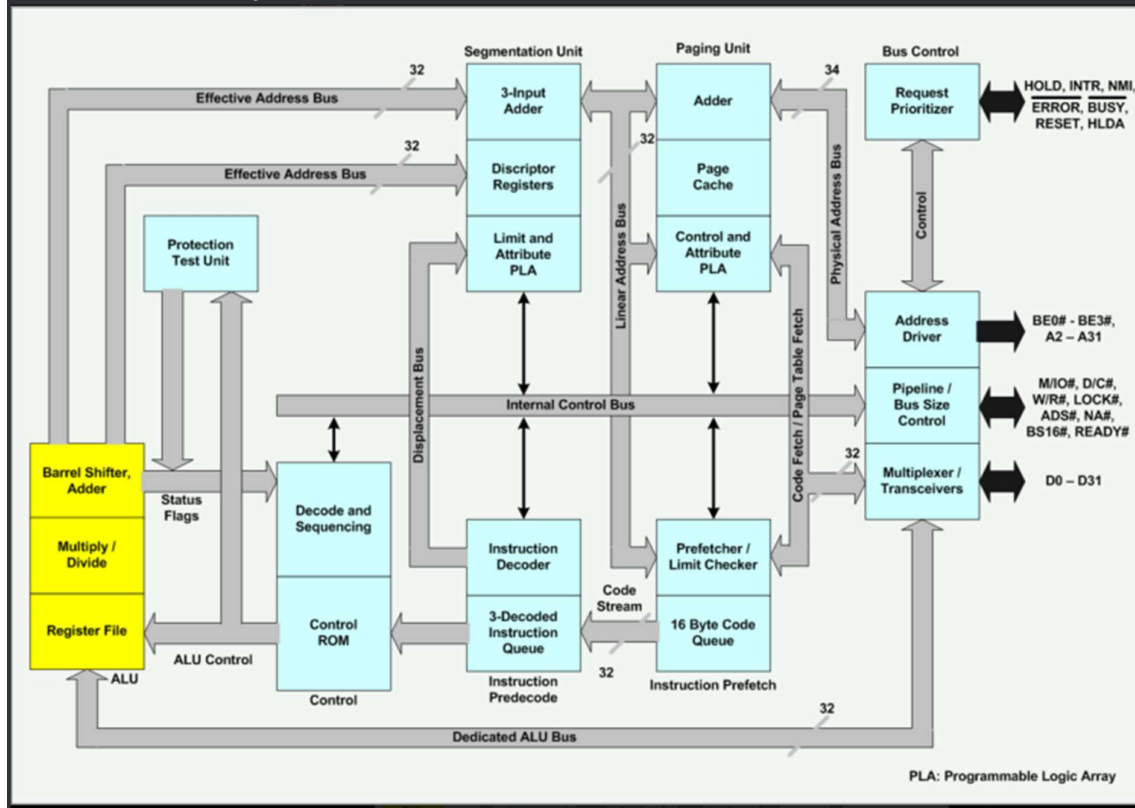 Segmentation Unit
Paging Unit
Bus Control
32
34
Effective Address Bus
3-Input
Adder
Adder
Request
Prioritizer
HOLD, INTR, NMI,
ERROR, BUSY,
RESET, HLDA
32
32
Effective Address Bus
Discriptor
Registers
Page
Cache
Protection
Test Unit
Limit and
Attribute
PLA
Linear Address Bus
Control and
Attribute
PLA
Physical Address Bus
Control
Address
Driver
BE0# - BE3#,
A2 – A31
Displacement Bus
Internal Control Bus
Code Fetch / Page Table Fetch
Pipeline /
Bus Size
Control
M/IO#, D/C#,
W/R#, LOCK#,
ADS#, NA#,
BS16#, READY#
Barrel Shifter,
Adder
Status
Flags
Decode and
Sequencing
32
Multiplexer /
Transceivers
D0 – D31
Multiply /
Divide
Instruction
Decoder
Prefetcher /
Limit Checker
Register File
ALU Control
Control
ROM
3-Decoded
Instruction
Queue
Code
Stream
32
16 Byte Code
Queue
ALU
Control
Instruction
Predecode
Instruction Prefetch
32
Dedicated ALU Bus
PLA: Programmable Logic Array